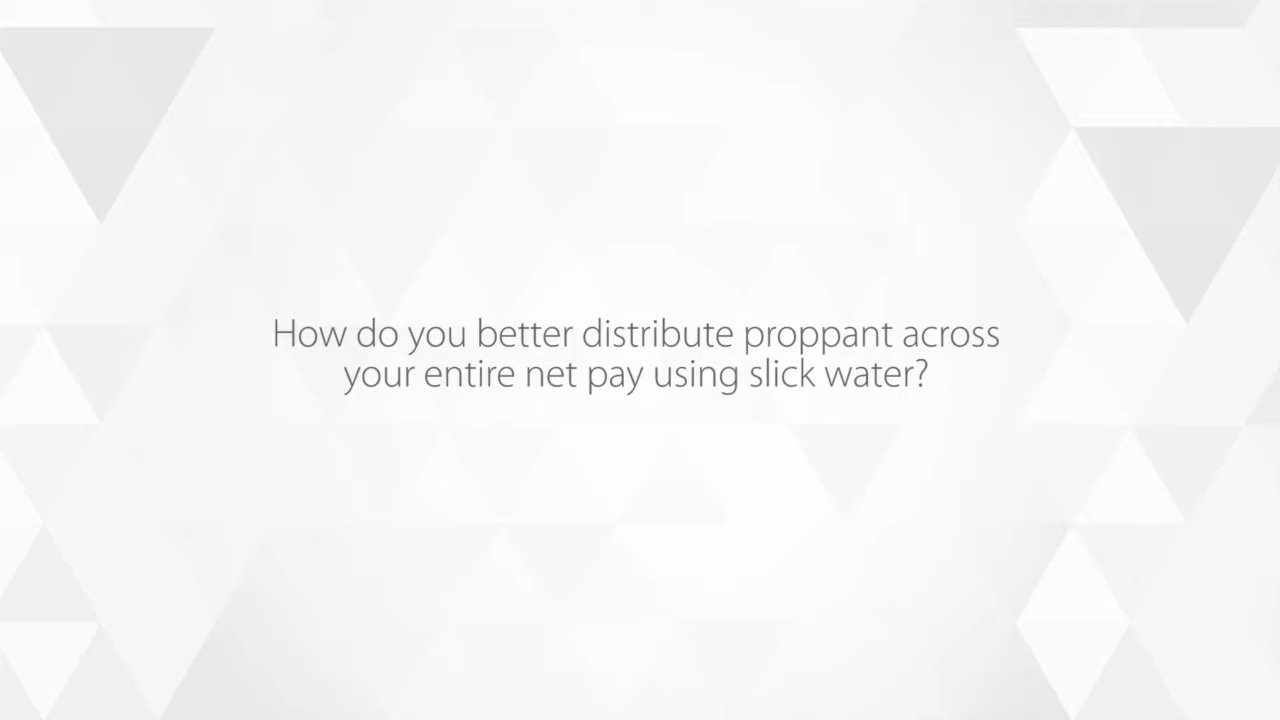 How do you better distribute proppant across
your entire net pay using slick water?